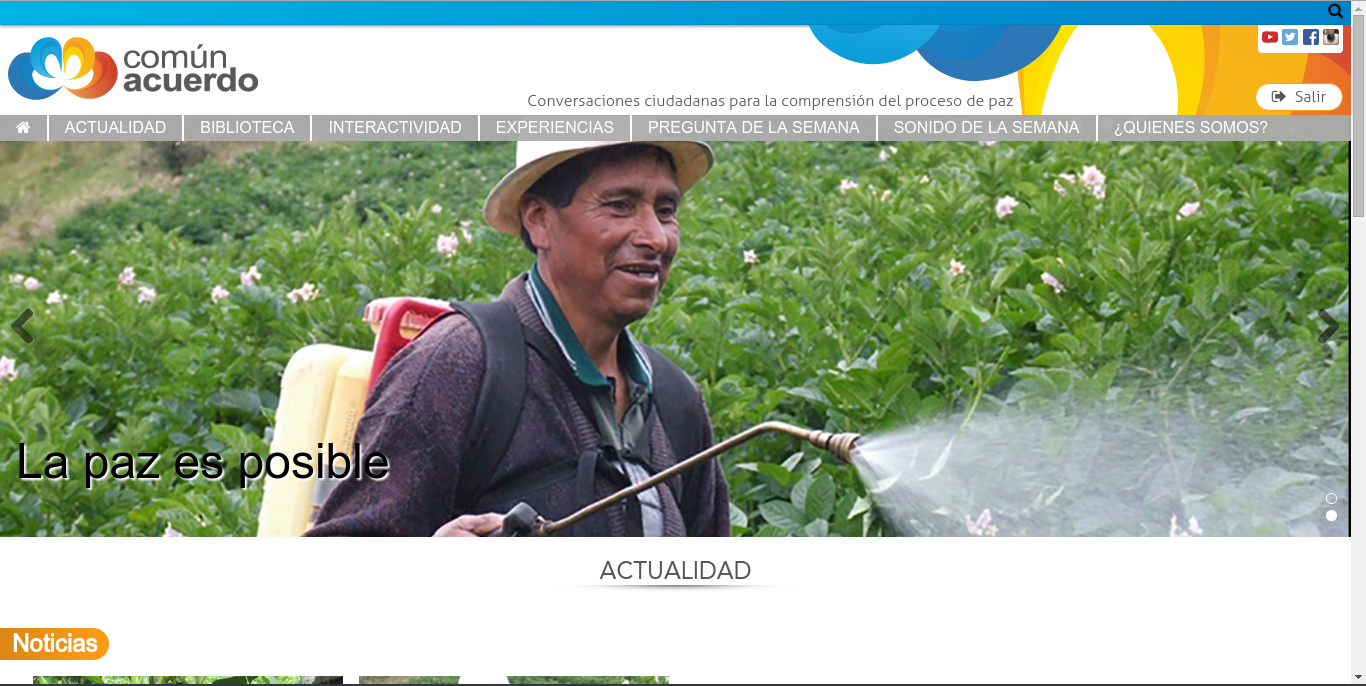 común
acuerdo
Conversaciones ciudadanas para la comprensión del proceso de paz
Salir
ACTUALIDAD
BIBLIOTECA
INTERACTIVIDAD
EXPERIENCIAS
PREGUNTA DE LA SEMANA
SONIDO DE LA SEMANA
¿QUIENES SOMOS?
La paz es posible
ACTUALIDAD
Noticias